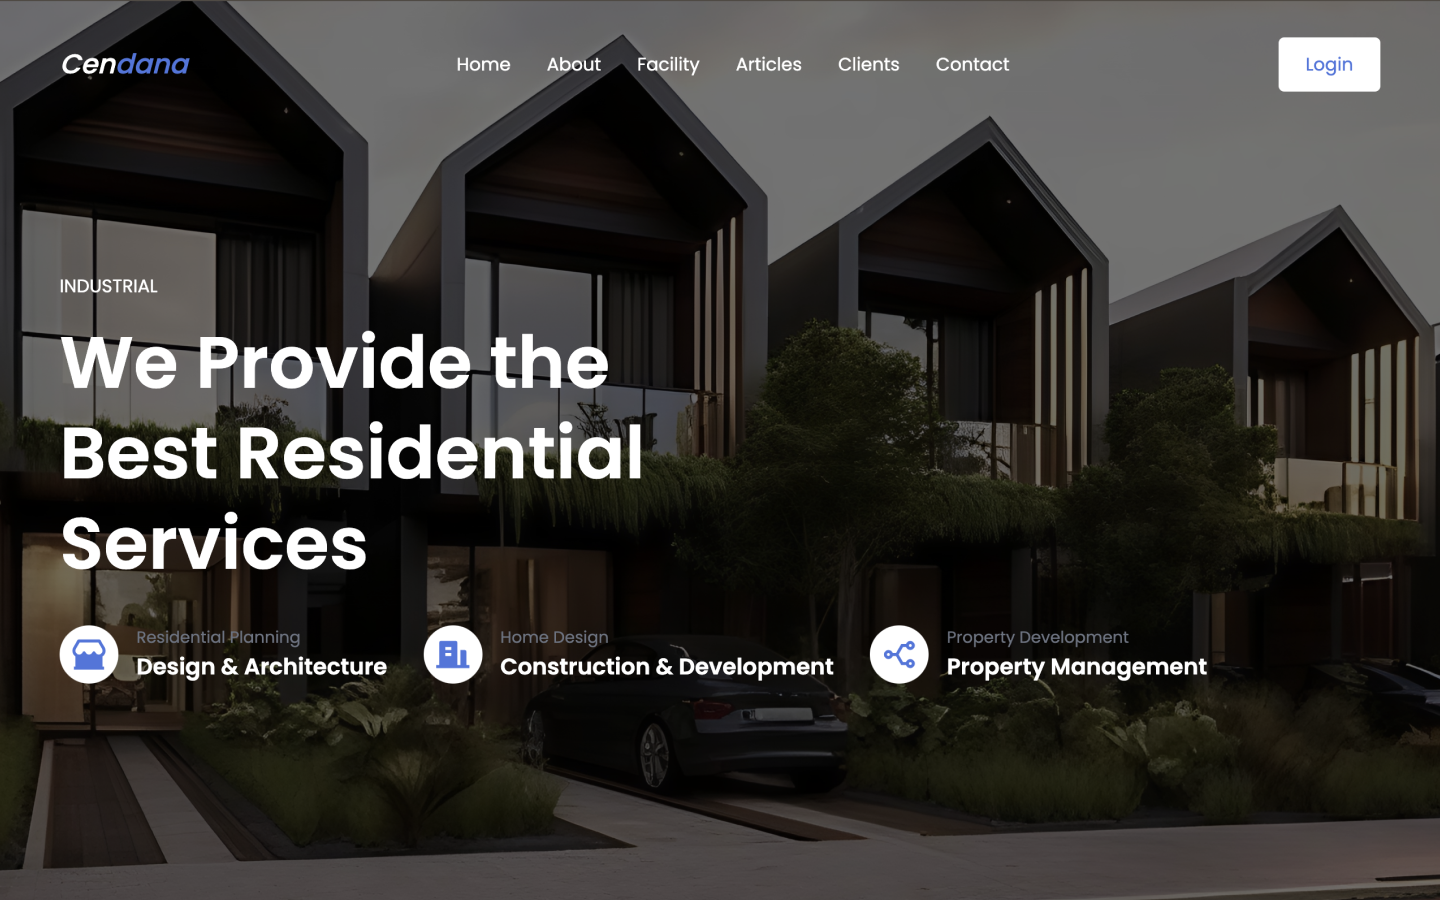 Cendana
Home About Facility Articles Clients Contact
Login
INDUSTRIAL
We Provide the
Best Residential
Services
Residential Planning
Design & Architecture
Home Design
Construction & Development
Property Development
Property Management